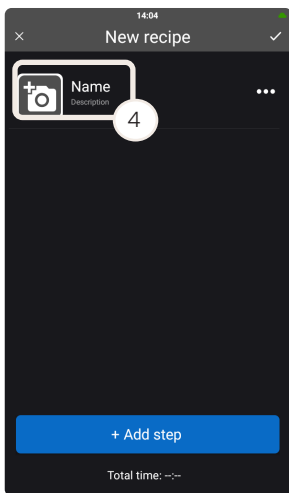 14:04
New recipe
Name
Description
4
+ Add step
Total time: --:--